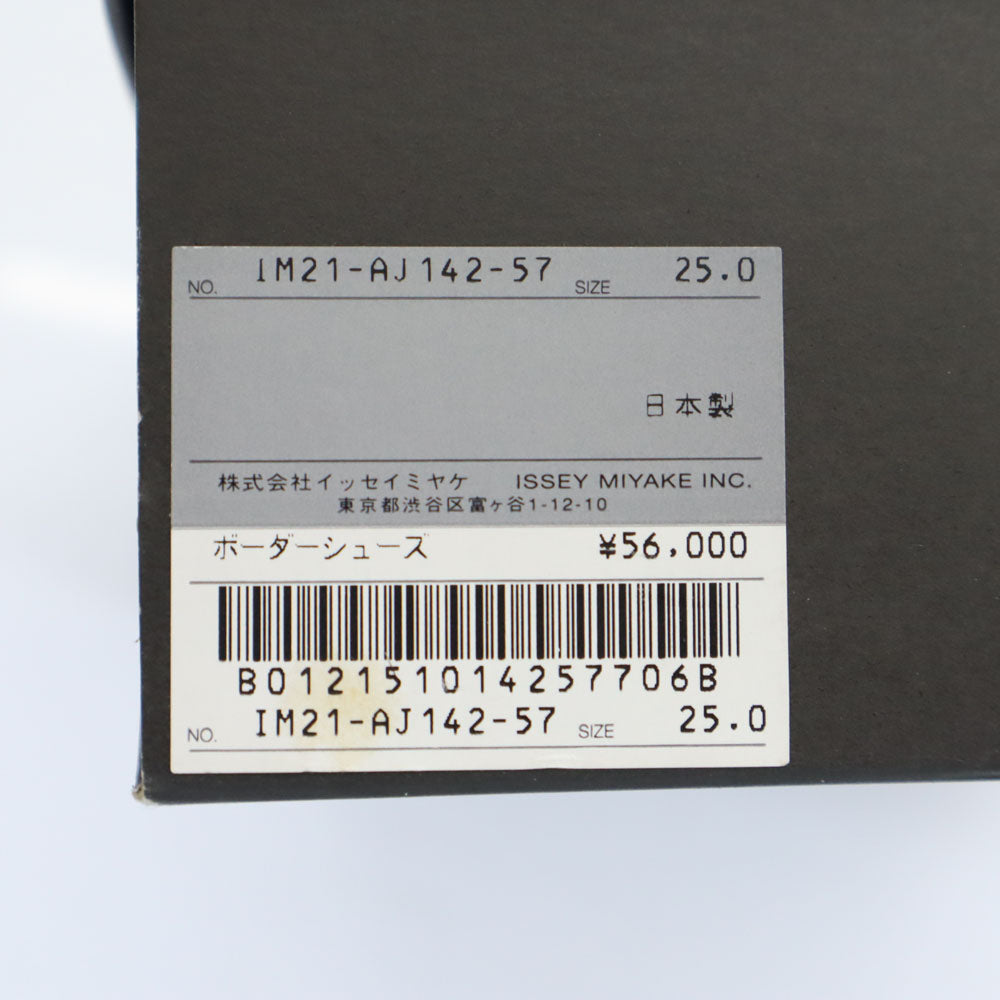 NO. IM21-AJ142-57 SIZE 25.0
日本製
株式会社イッセイミヤケ ISSEY MIYAKE INC.
東京都渋谷区富ヶ谷1-12-10
ボーダーシューズ ¥56,000
B012151014257706B
NO. IM21-AJ142-57 SIZE 25.0